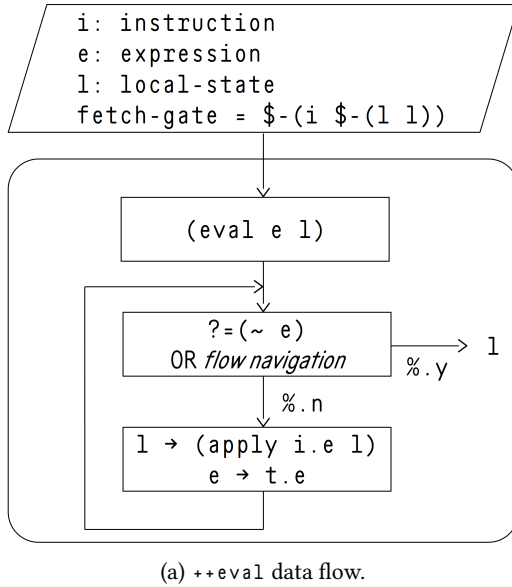 i: instruction
e: expression
l: local-state
fetch-gate = $-(i $-(l l))
(eval e l)
?=(~ e)
OR flow navigation
%.y
l
%.n
l → (apply i.e l)
e → t.e
(a) ++eval data flow.